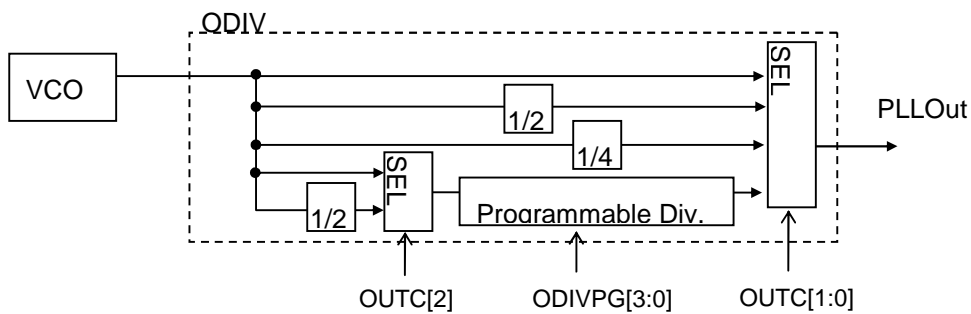 ODIV
VCO
SEL
1/2
PLLOut
1/4
SEL
1/2
Programmable Div.
OUTC[2]
ODIVPG[3:0]
OUTC[1:0]